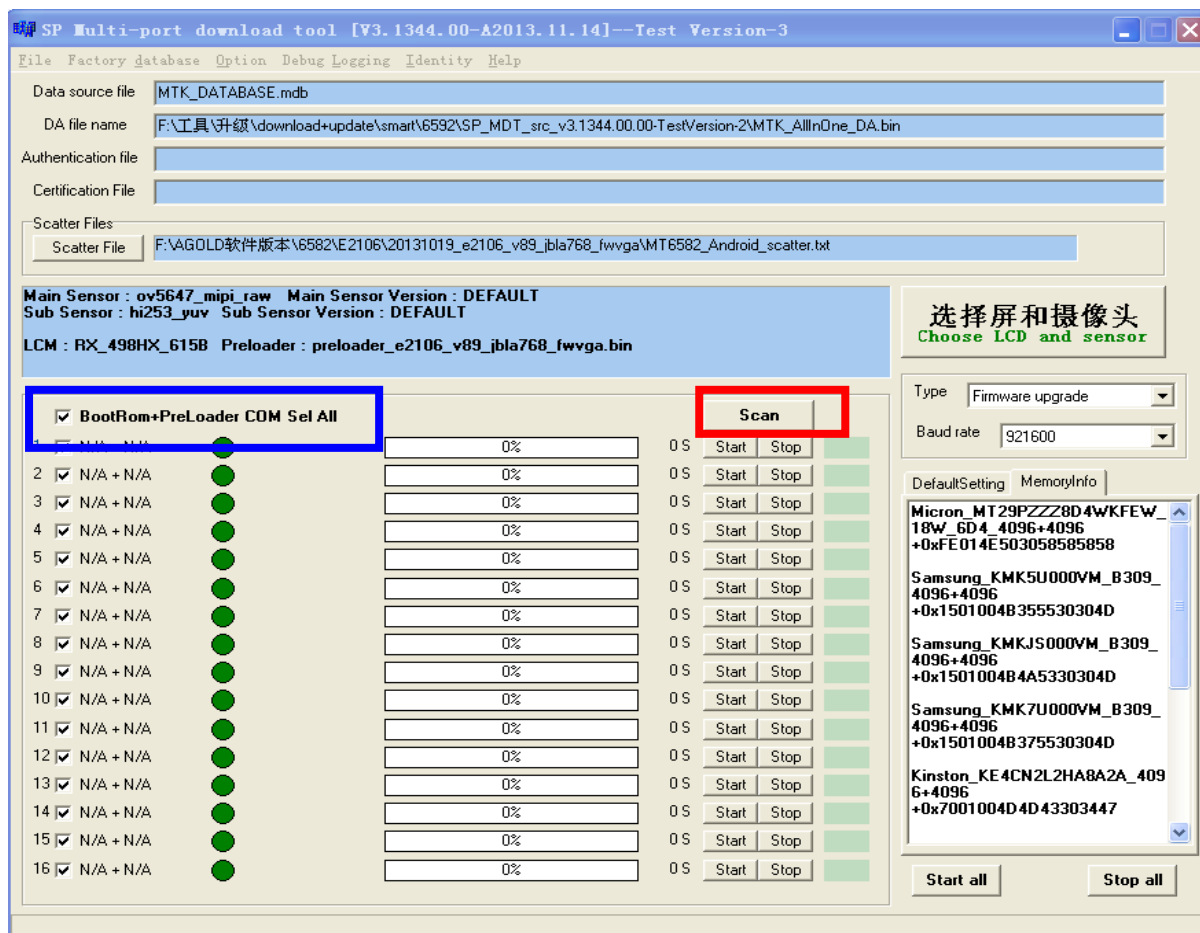 SP Multi-port download tool [V3.1344.00-A2013.11.14]--Test Version-3
File Factory database Option Debug Logging Identity Help
Data source file MTK_DATABASE.mdb
DA file name F:\工具\升级\download+update\smart\6592\SP_MDT_src_v3.1344.00.00-TestVersion-2\MTK_AllInOne_DA.bin
Authentication file
Certification File
Scatter Files
Scatter File F:\AGOLD软件版本\6582\E2106\20131019_e2106_v89_jbla768_fwvga\MT6582_Android_scatter.txt
Main Sensor : ov5647_mipi_raw Main Sensor Version : DEFAULT
Sub Sensor : hi253_yuv Sub Sensor Version : DEFAULT
LCM : RX_498HX_615B Preloader : preloader_e2106_v89_jbla768_fwvga.bin
选择屏和摄像头
Choose LCD and sensor
BootRom+PreLoader COM Sel All Scan
1 N/A + N/A 0% 0 S Start Stop
2 N/A + N/A 0% 0 S Start Stop
3 N/A + N/A 0% 0 S Start Stop
4 N/A + N/A 0% 0 S Start Stop
5 N/A + N/A 0% 0 S Start Stop
6 N/A + N/A 0% 0 S Start Stop
7 N/A + N/A 0% 0 S Start Stop
8 N/A + N/A 0% 0 S Start Stop
9 N/A + N/A 0% 0 S Start Stop
10 N/A + N/A 0% 0 S Start Stop
11 N/A + N/A 0% 0 S Start Stop
12 N/A + N/A 0% 0 S Start Stop
13 N/A + N/A 0% 0 S Start Stop
14 N/A + N/A 0% 0 S Start Stop
15 N/A + N/A 0% 0 S Start Stop
16 N/A + N/A 0% 0 S Start Stop
Type Firmware upgrade
Baud rate 921600
DefaultSetting MemoryInfo
Micron_MT29PZZZ8D4WKFEW_
18W_6D4_4096+4096
+0xFE014E503058585858
Samsung_KMK5U000VM_B309_
4096+4096
+0x1501004B355530304D
Samsung_KMKJS000VM_B309_
4096+4096
+0x1501004B4A5330304D
Samsung_KMK7U000VM_B309_
4096+4096
+0x1501004B375530304D
Kinston_KE4CN2L2HA8A2A_409
6+4096
+0x7001004D4D43303447
Start all Stop all